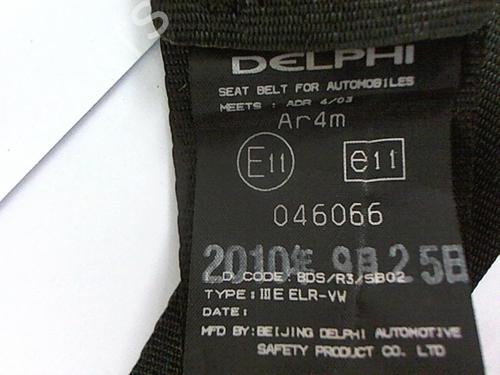 DELPHI
SEAT BELT FOR AUTOMOBILES
MEETS : ADR 4/03
Ar4m
E11 e11
046066
2010年 9月25日
D CODE: BDS/R3/SB02
TYPE: III E ELR-VW
DATE:
MFD BY: BEIJING DELPHI AUTOMOTIVE
SAFETY PRODUCT CO. LTD